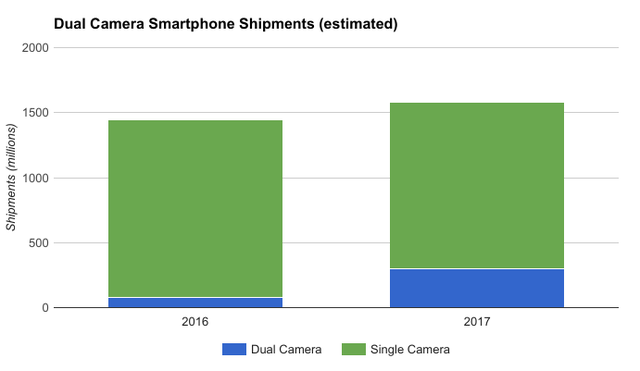 Dual Camera Smartphone Shipments (estimated)
Shipments (millions)
2000
1500
1000
500
0
2016 2017
Dual Camera Single Camera